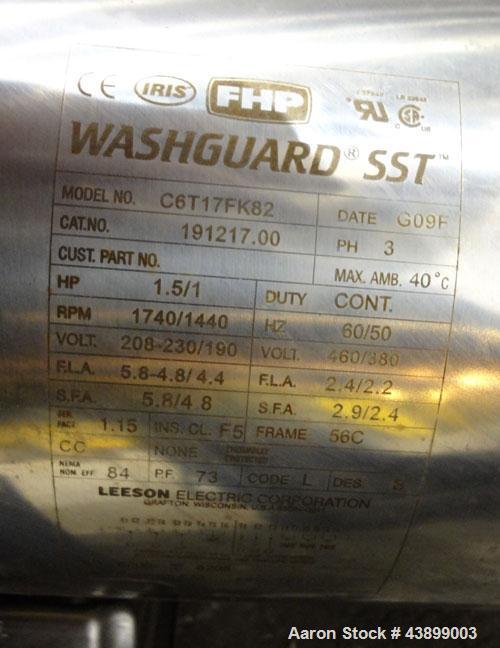 CE IRIS FHP
WASHGUARD® SST™
MODEL NO. C6T17FK82 DATE G09F
CAT.NO. 191217.00 PH 3
CUST. PART NO. MAX. AMB. 40°C
HP 1.5/1 DUTY CONT.
RPM 1740/1440 HZ 60/50
VOLT. 208-230/190 VOLT. 460/380
F.L.A. 5.8-4.8/4.4 F.L.A. 2.4/2.2
S.F.A. 5.8/4.8 S.F.A. 2.9/2.4
SER. FACT. 1.15 INS. CL. F5 FRAME 56C
CC NONE THERMALLY PROTECTED
NEMA NOM. EFF 84 P.F. 73 CODE L DES.
LEESON ELECTRIC CORPORATION
GRAFTON, WISCONSIN, U.S.A.
Aaron Stock # 43899003